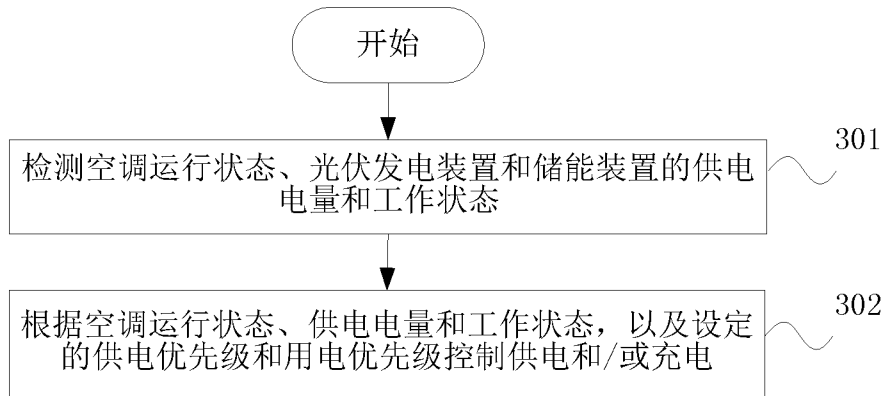 开始
检测空调运行状态、光伏发电装置和储能装置的供电
电量和工作状态
301
根据空调运行状态、供电电量和工作状态，以及设定
的供电优先级和用电优先级控制供电和/或充电
302